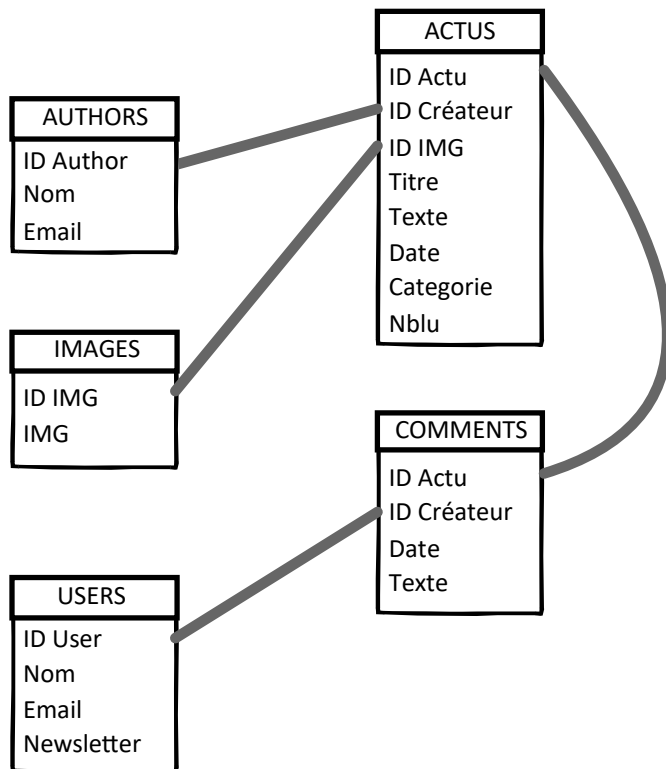 AUTHORS
ID Author
Nom
Email
IMAGES
ID IMG
IMG
USERS
ID User
Nom
Email
Newsletter
ACTUS
ID Actu
ID Créateur
ID IMG
Titre
Texte
Date
Categorie
Nblu
COMMENTS
ID Actu
ID Créateur
Date
Texte